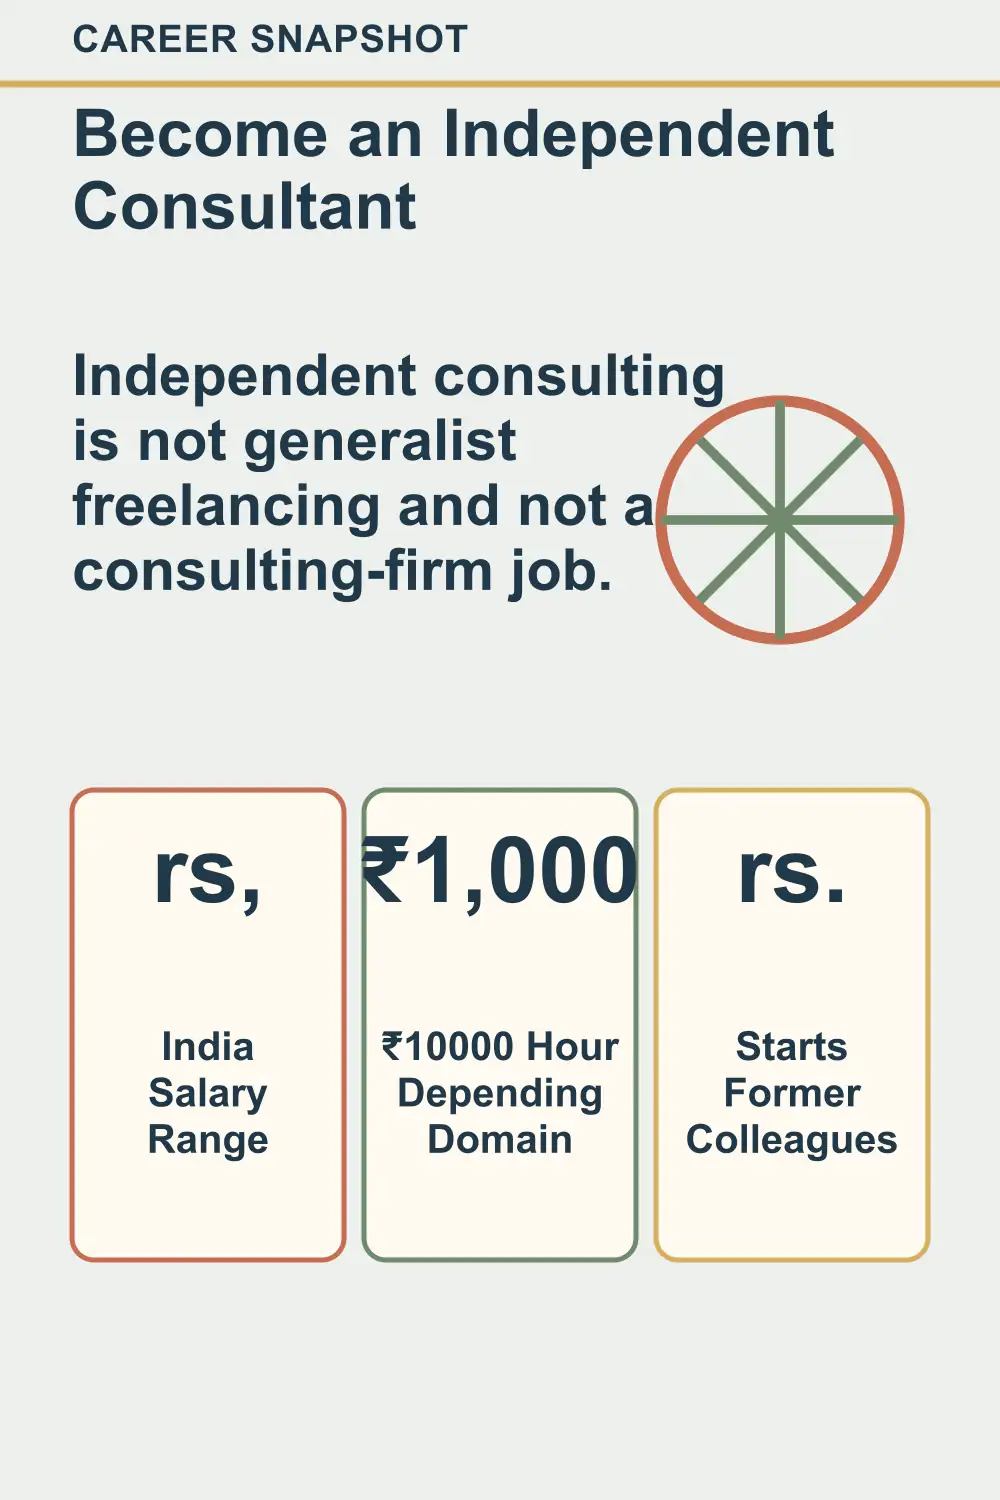 CAREER SNAPSHOT
Become an Independent
Consultant
Independent consulting
is not generalist
freelancing and not a
consulting-firm job.
rs,
India
Salary
Range
₹1,000
₹10000 Hour
Depending
Domain
rs.
Starts
Former
Colleagues